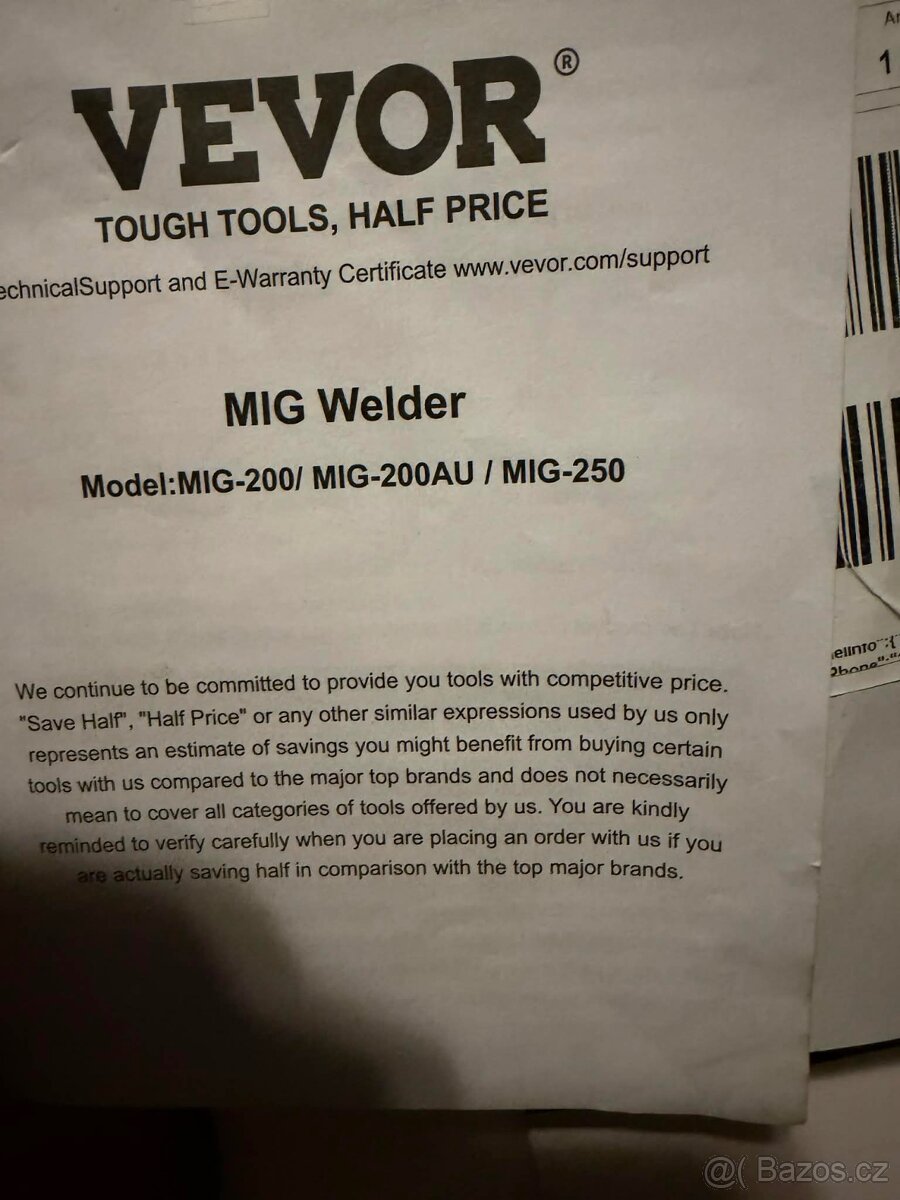 VEVOR®
TOUGH TOOLS, HALF PRICE
echnicalSupport and E-Warranty Certificate www.vevor.com/support
MIG Welder
Model:MIG-200/ MIG-200AU / MIG-250
We continue to be committed to provide you tools with competitive price.
"Save Half", "Half Price" or any other similar expressions used by us only
represents an estimate of savings you might benefit from buying certain
tools with us compared to the major top brands and does not necessarily
mean to cover all categories of tools offered by us. You are kindly
reminded to verify carefully when you are placing an order with us if you
are actually saving half in comparison with the top major brands.
1
@( Bazos.cz